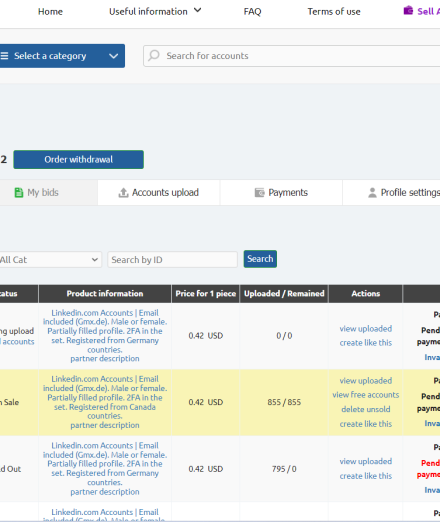 Home Useful information FAQ Terms of use Sell A
Select a category Search for accounts
2 Order withdrawal
My bids Accounts upload Payments Profile settings
All Cat Search by ID Search
tatus Product information Price for 1 piece Uploaded / Remained Actions
Linkedin.com Accounts | Email
included (Gmx.de). Male or female.
Partially filled profile. 2FA in the
set. Registered from Germany
countries.
partner description
ng upload
accounts
0.42 USD
0 / 0
view uploaded
create like this
Pa
Pend
payme
Inva
Linkedin.com Accounts | Email
included (Gmx.de). Male or female.
Partially filled profile. 2FA in the
set. Registered from Canada
countries.
partner description
n Sale
0.42 USD
855 / 855
view uploaded
view free accounts
delete unsold
create like this
Pa
Pend
payme
Inva
Linkedin.com Accounts | Email
included (Gmx.de). Male or female.
Partially filled profile. 2FA in the
set. Registered from Germany
countries.
partner description
d Out
0.42 USD
795 / 0
view uploaded
create like this
Pa
Pend
payme
Inva
Linkedin.com Accounts | Email
included (Gmx.de). Male or female.
Pa